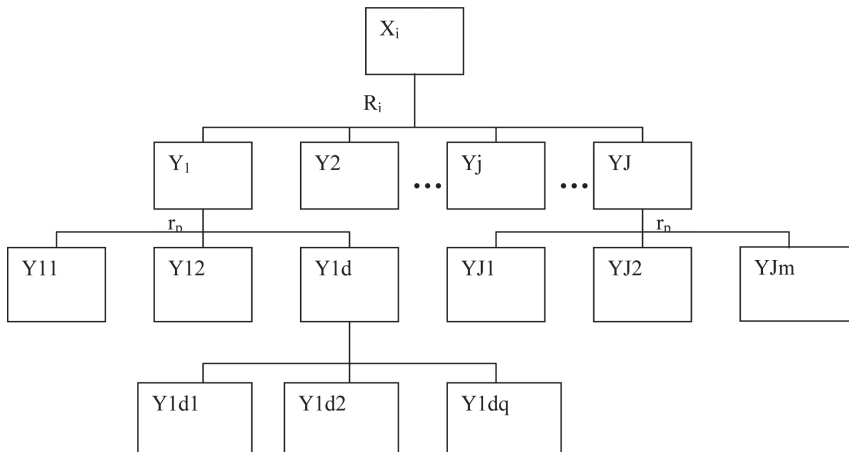 Xᵢ
Rᵢ
Y₁ Y2 ... Yj ... YJ
rₚ rₚ
Y11 Y12 Y1d YJ1 YJ2 YJm
Y1d1 Y1d2 Y1dq